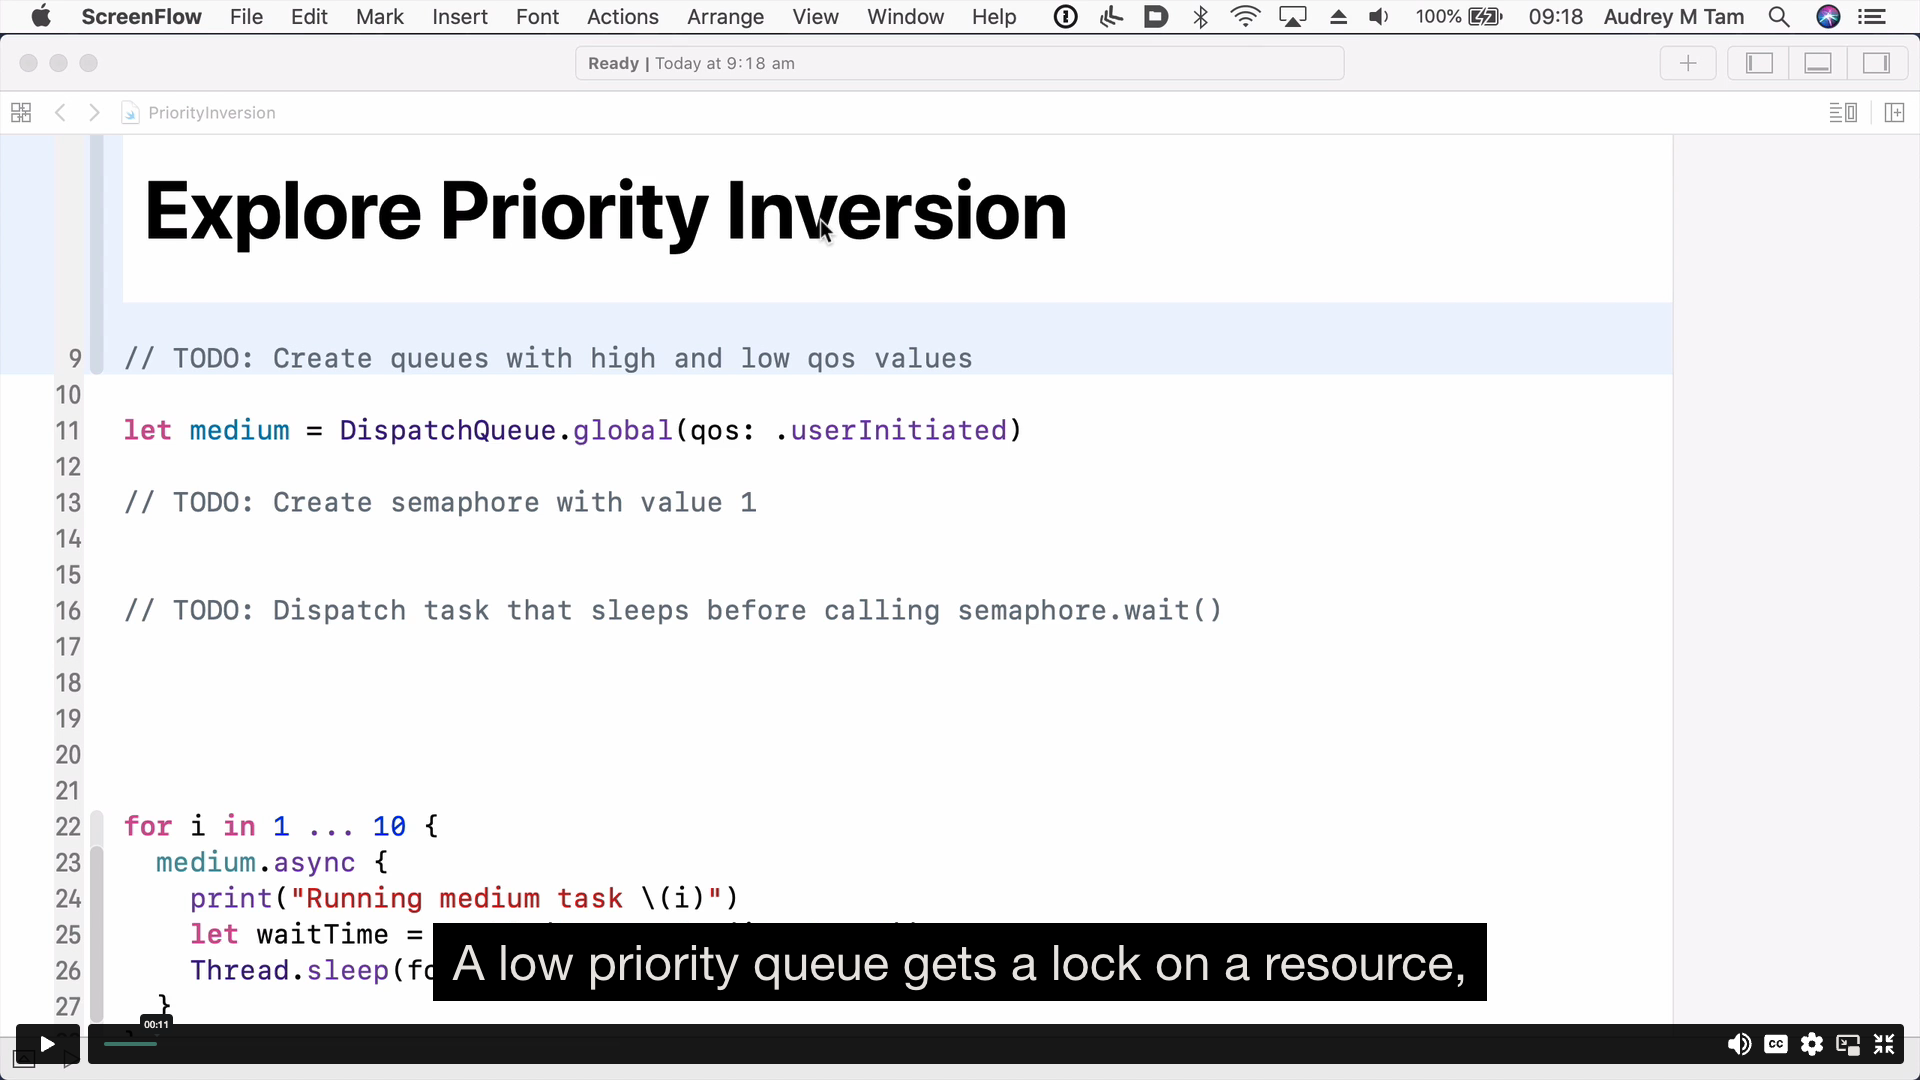 ScreenFlow File Edit Mark Insert Font Actions Arrange View Window Help 100% 09:18 Audrey M Tam
Ready | Today at 9:18 am
PriorityInversion
Explore Priority Inversion
9 // TODO: Create queues with high and low qos values
10
11 let medium = DispatchQueue.global(qos: .userInitiated)
12
13 // TODO: Create semaphore with value 1
14
15
16 // TODO: Dispatch task that sleeps before calling semaphore.wait()
17
18
19
20
21
22 for i in 1 ... 10 {
23 medium.async {
24 print("Running medium task \(i)")
25 let waitTime =
26 Thread.sleep(
27 }
A low priority queue gets a lock on a resource,
00:11
CC